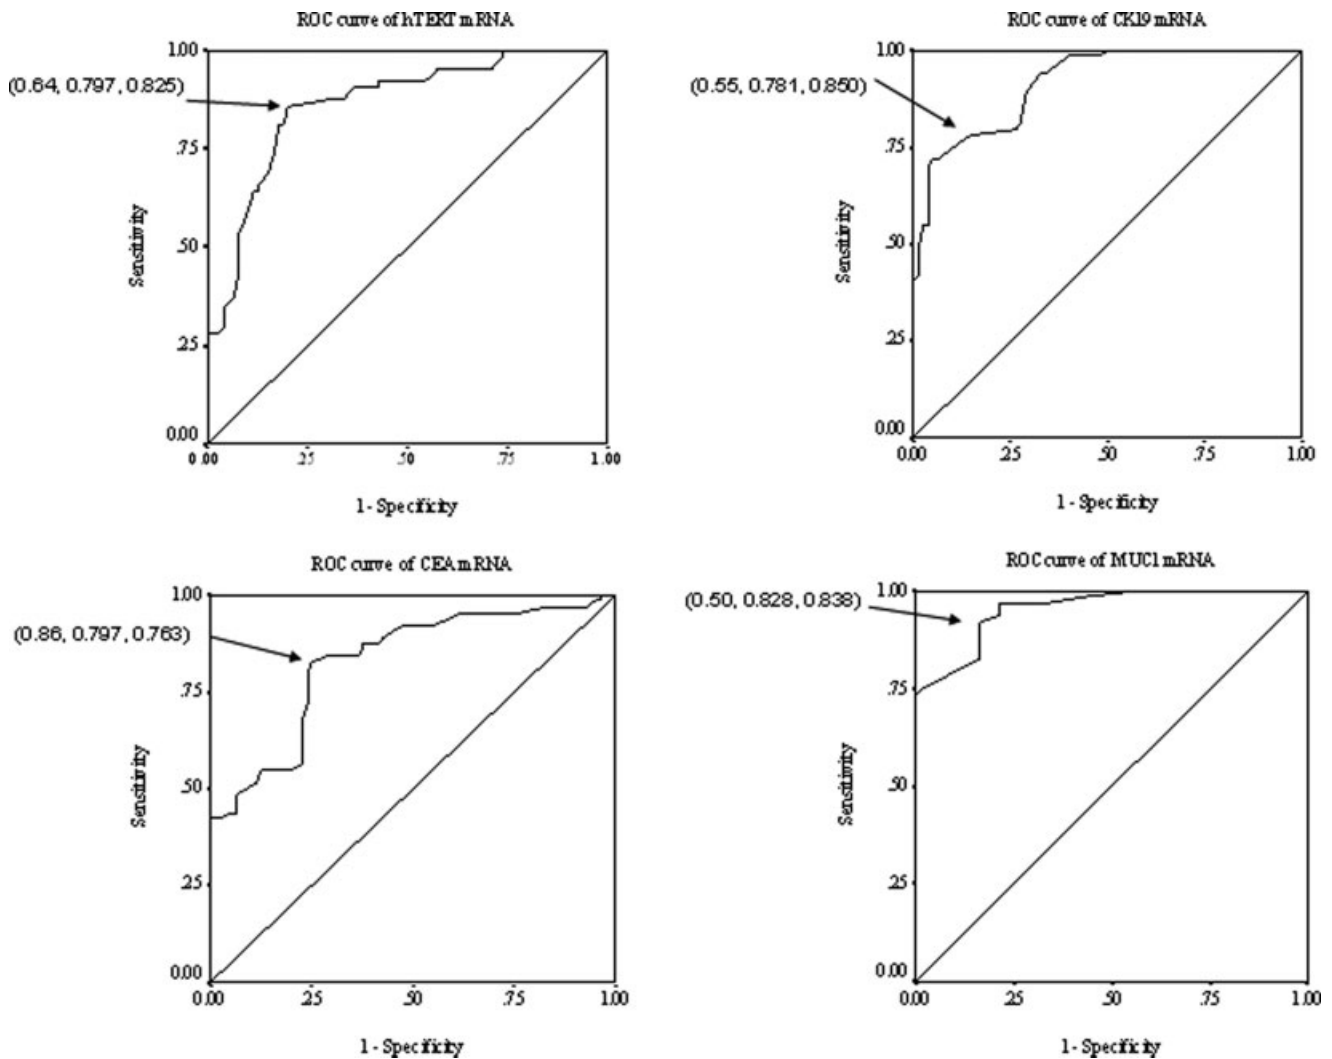 ROC curve of hTERT mRNA
(0.64, 0.797, 0.825)
1.00
.75
.50
.25
0.00
Sensitivity
0.00 .25 .50 .75 1.00
1 - Specificity
ROC curve of CK19 mRNA
(0.55, 0.781, 0.850)
1.00
.75
.50
.25
0.00
Sensitivity
0.00 .25 .50 .75 1.00
1 - Specificity
ROC curve of CEA mRNA
(0.86, 0.797, 0.763)
1.00
.75
.50
.25
0.00
Sensitivity
0.00 .25 .50 .75 1.00
1 - Specificity
ROC curve of MUC1 mRNA
(0.50, 0.828, 0.838)
1.00
.75
.50
.25
0.00
Sensitivity
0.00 .25 .50 .75 1.00
1 - Specificity